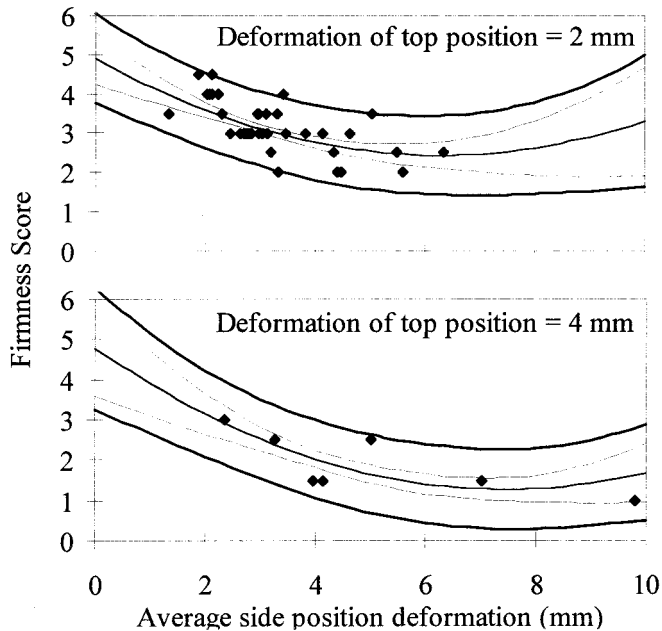 6
Deformation of top position = 2 mm
5
4
3
2
1
0
Firmness Score
6
Deformation of top position = 4 mm
5
4
3
2
1
0
0 2 4 6 8 10
Average side position deformation (mm)